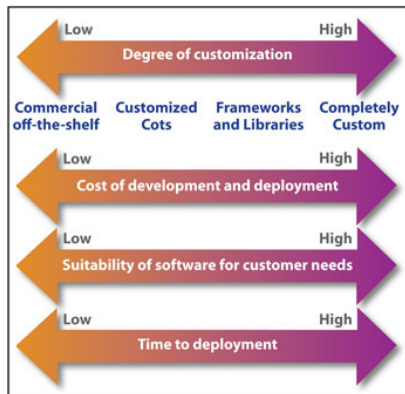 Low High
Degree of customization
Commercial Customized Frameworks Completely
off-the-shelf Cots and Libraries Custom
Low High
Cost of development and deployment
Low High
Suitability of software for customer needs
Low High
Time to deployment